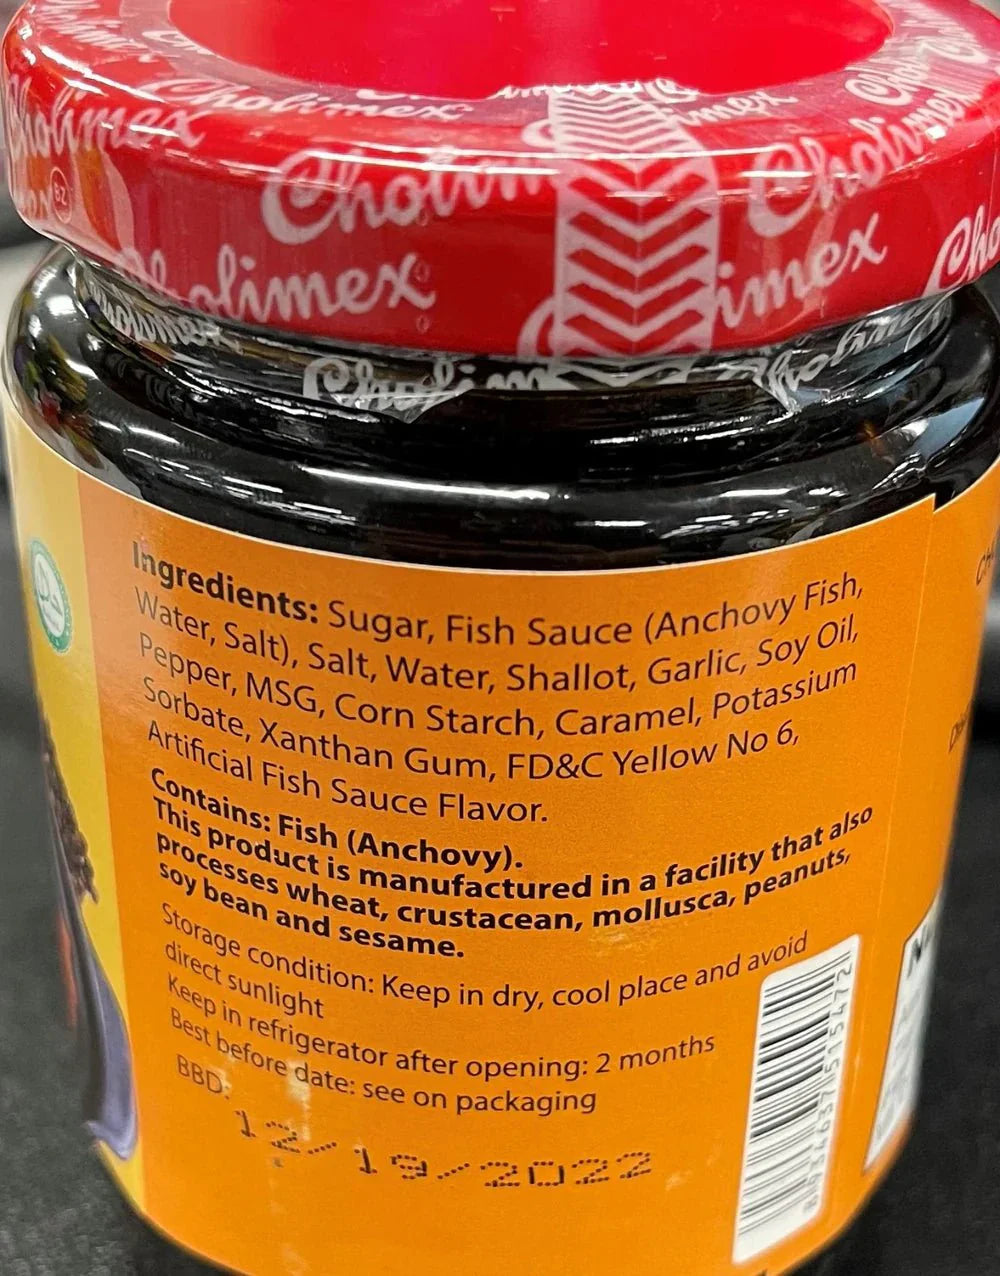 Cholimex
Cholimex
Cholimex
Cholimex
BZ
Ingredients: Sugar, Fish Sauce (Anchovy Fish,
Water, Salt), Salt, Water, Shallot, Garlic, Soy Oil,
Pepper, MSG, Corn Starch, Caramel, Potassium
Sorbate, Xanthan Gum, FD&C Yellow No 6,
Artificial Fish Sauce Flavor.
Contains: Fish (Anchovy).
This product is manufactured in a facility that also
processes wheat, crustacean, mollusca, peanuts,
soy bean and sesame.
Storage condition: Keep in dry, cool place and avoid
direct sunlight
Keep in refrigerator after opening: 2 months
Best before date: see on packaging
BBD:
12/19/2022